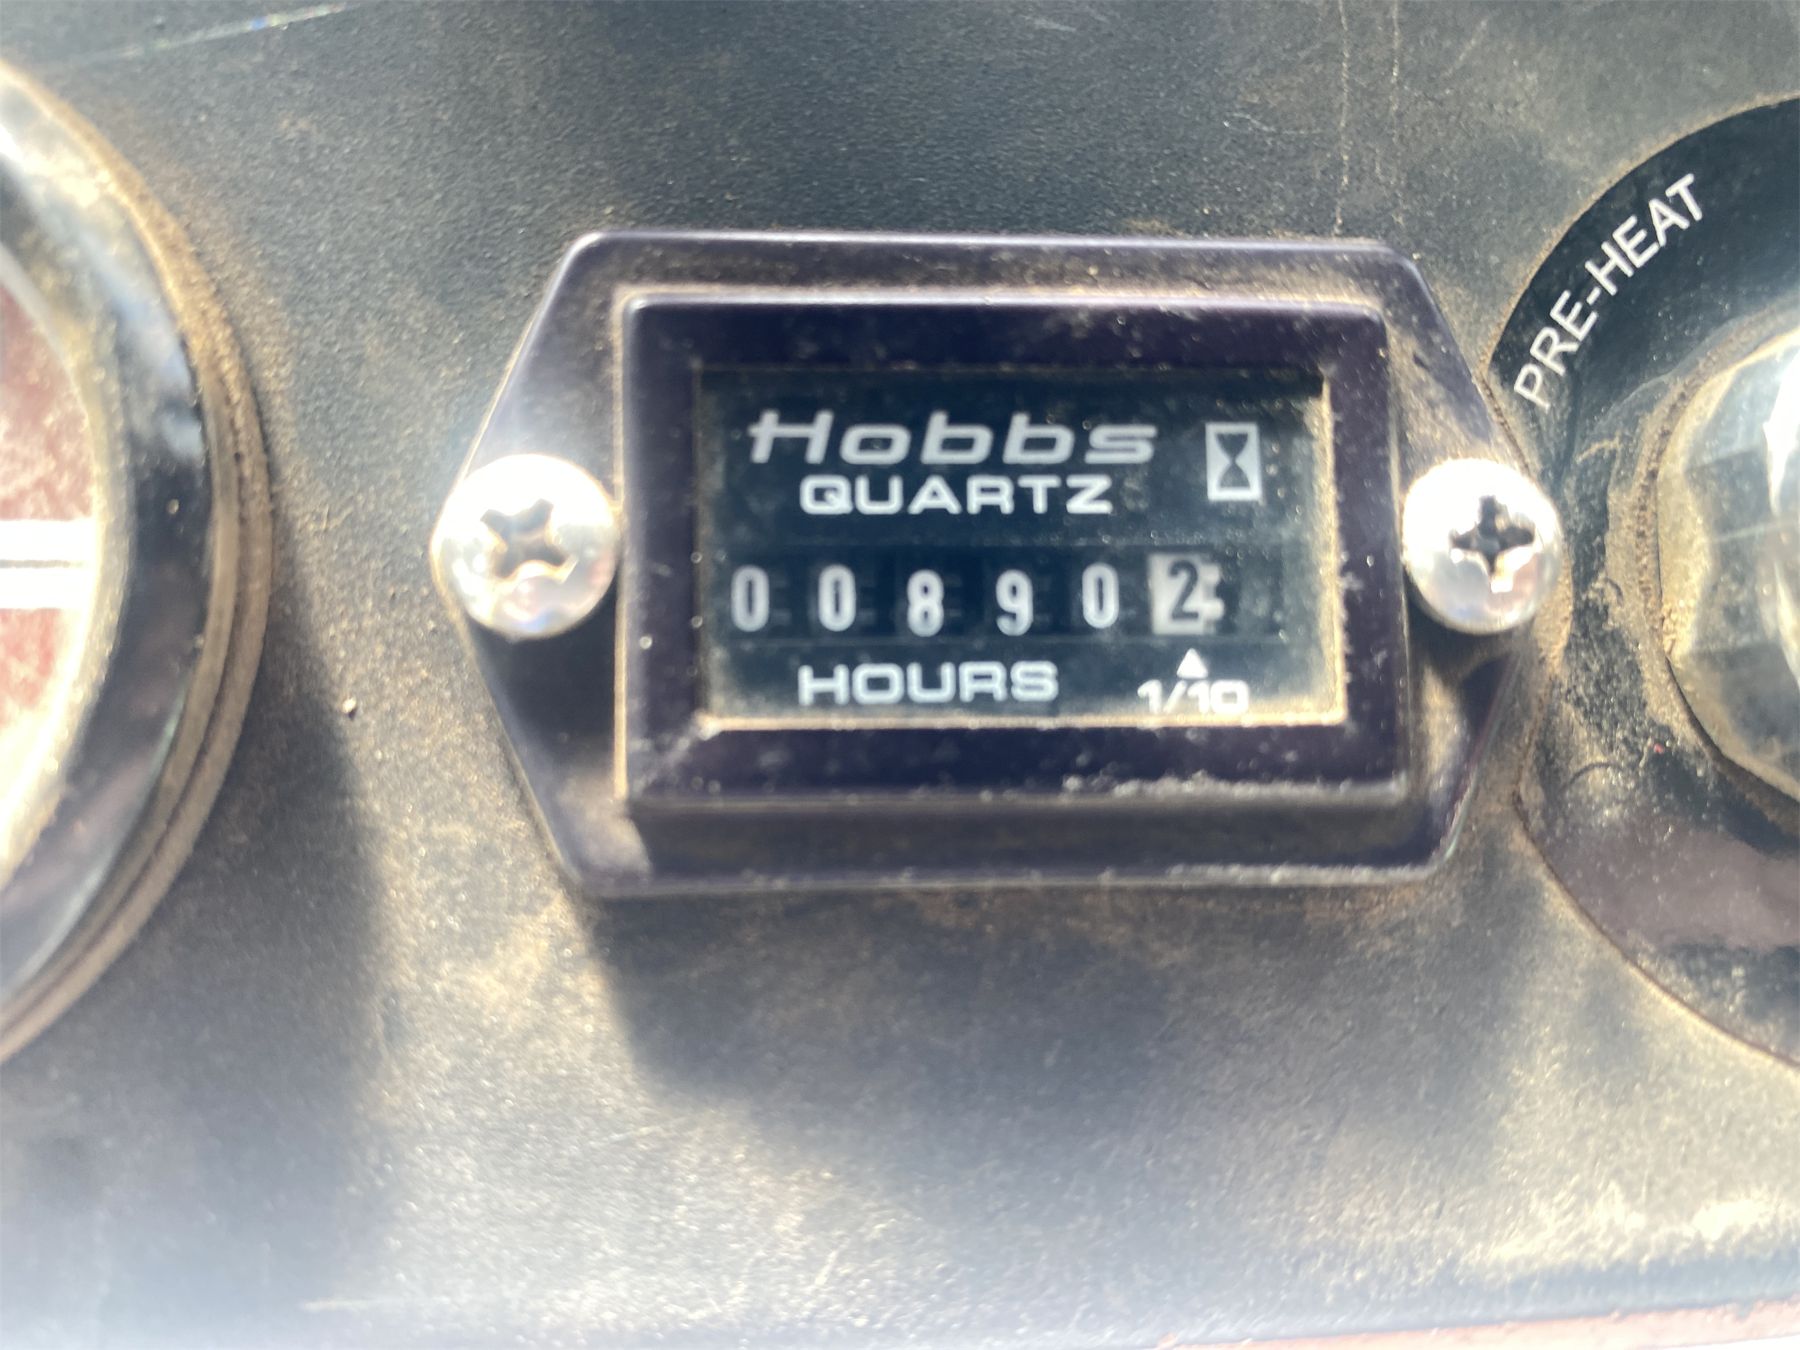 Hobbs
QUARTZ
008902
HOURS 1/10
PRE-HEAT